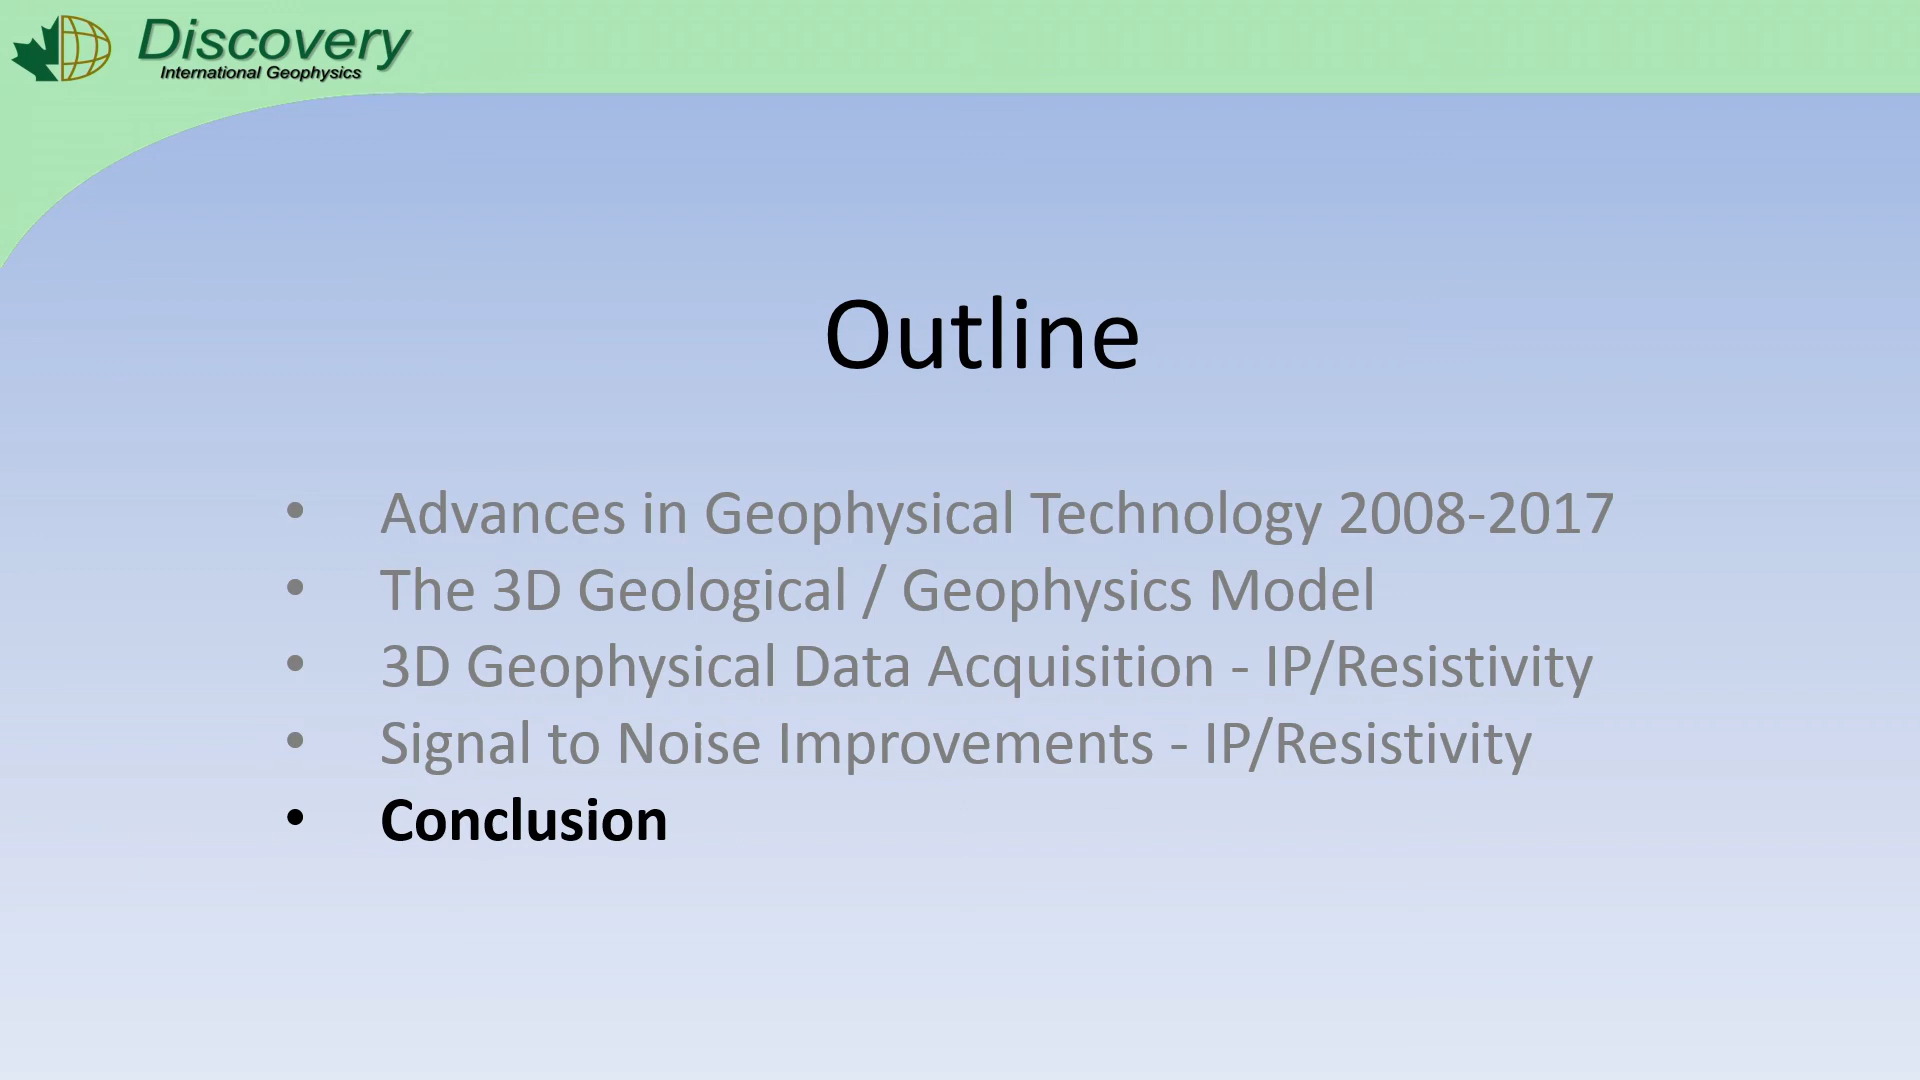 Discovery
International Geophysics
Outline
• Advances in Geophysical Technology 2008-2017
• The 3D Geological / Geophysics Model
• 3D Geophysical Data Acquisition - IP/Resistivity
• Signal to Noise Improvements - IP/Resistivity
• Conclusion